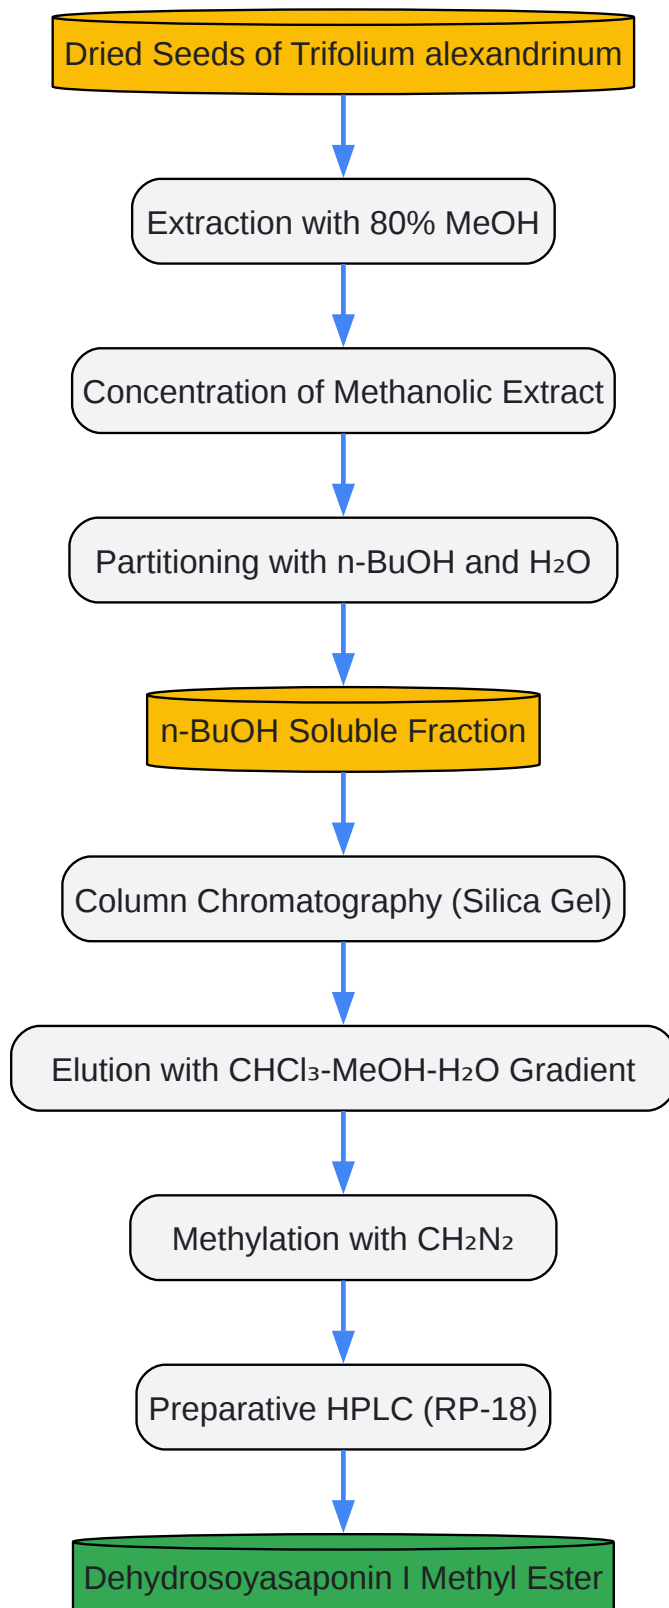 Dried Seeds of Trifolium alexandrinum
Extraction with 80% MeOH
Concentration of Methanolic Extract
Partitioning with n-BuOH and H₂O
n-BuOH Soluble Fraction
Column Chromatography (Silica Gel)
Elution with CHCl₃-MeOH-H₂O Gradient
Methylation with CH₂N₂
Preparative HPLC (RP-18)
Dehydrosoyasaponin I Methyl Ester